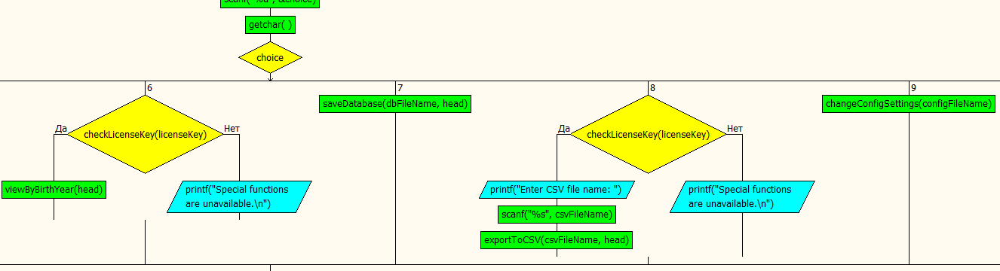 scanf("%d", &choice)
getchar( )
choice
6
7
8
9
saveDatabase(dbFileName, head)
changeConfigSettings(configFileName)
Да
checkLicenseKey(licenseKey)
Нет
Да
checkLicenseKey(licenseKey)
Нет
viewByBirthYear(head)
printf("Special functions
are unavailable.\n")
printf("Enter CSV file name: ")
printf("Special functions
are unavailable.\n")
scanf("%s", csvFileName)
exportToCSV(csvFileName, head)